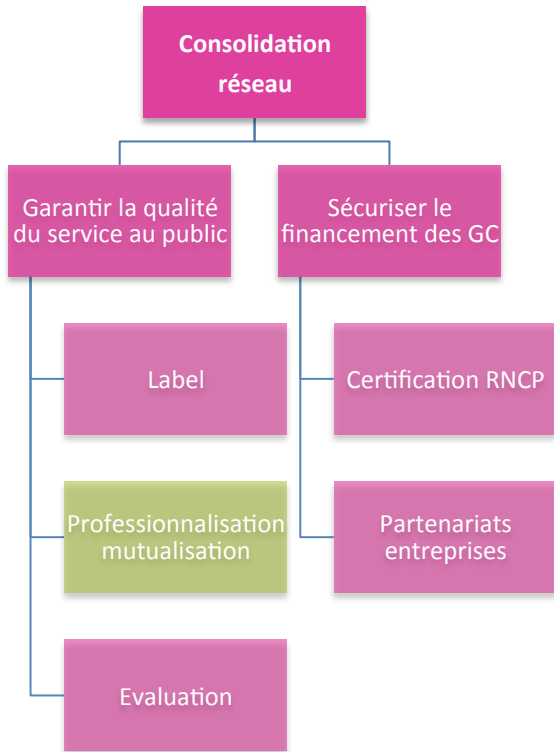 Consolidation
réseau
Garantir la qualité
du service au public
Sécuriser le
financement des GC
Label
Certification RNCP
Professionnalisation
mutualisation
Partenariats
entreprises
Evaluation